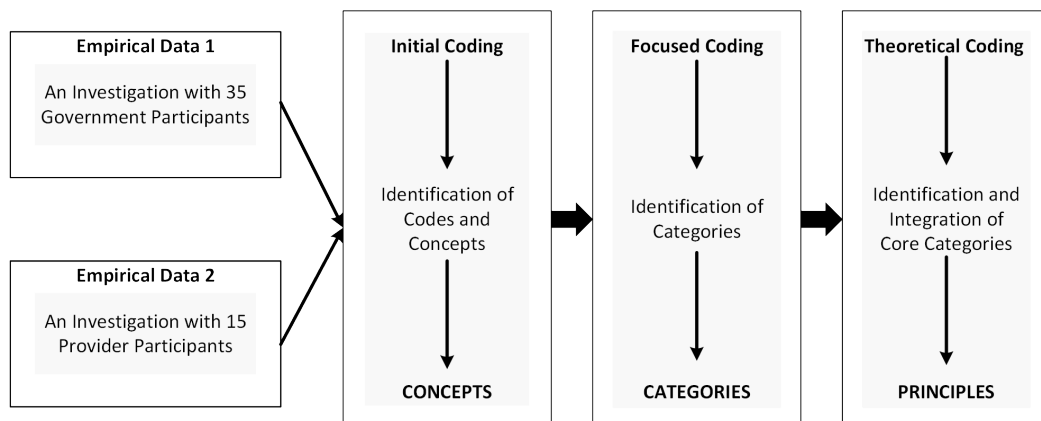 Empirical Data 1
An Investigation with 35
Government Participants
Empirical Data 2
An Investigation with 15
Provider Participants
Initial Coding
Identification of
Codes and
Concepts
CONCEPTS
Focused Coding
Identification of
Categories
CATEGORIES
Theoretical Coding
Identification and
Integration of
Core Categories
PRINCIPLES